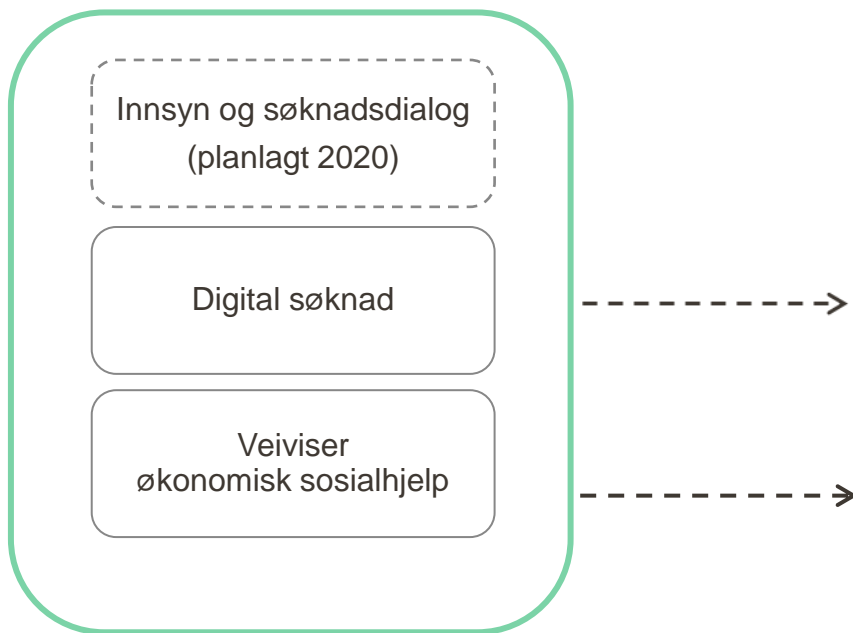 Innsyn og søknadsdialog
(planlagt 2020)
Digital søknad
Veiviser
økonomisk sosialhjelp